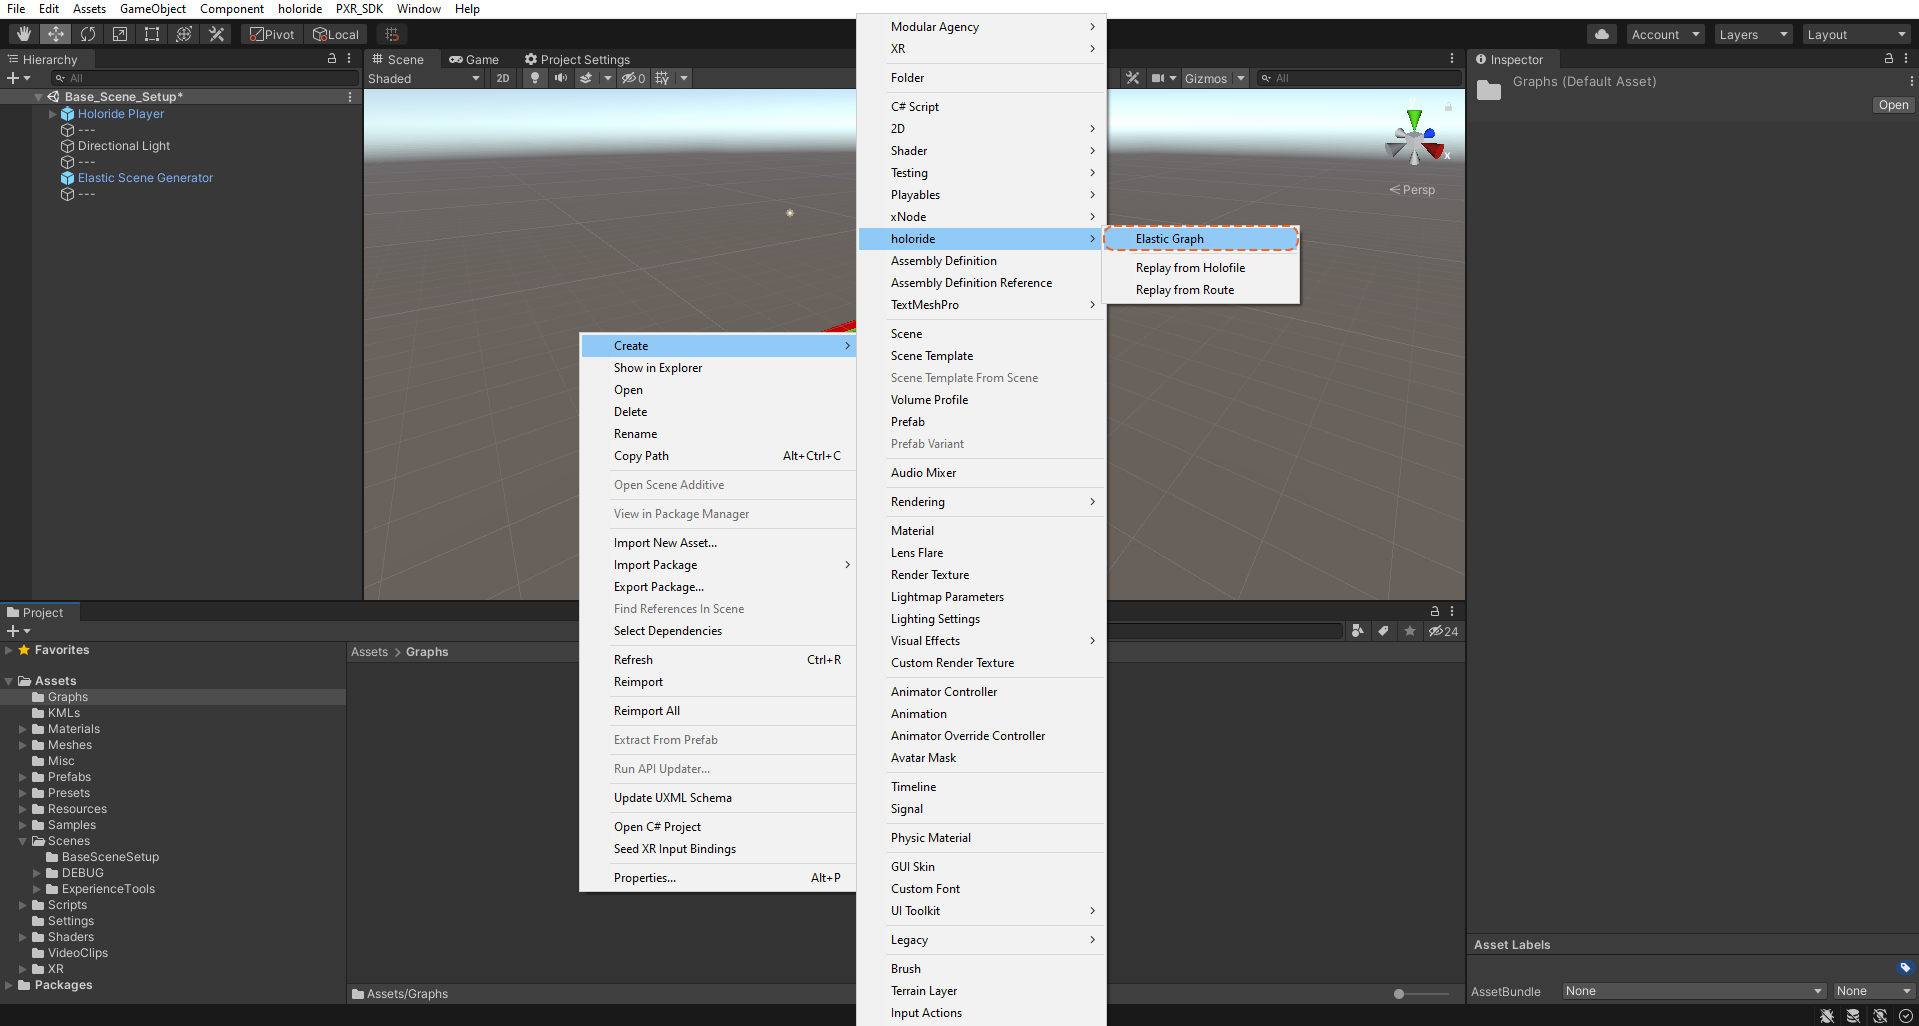 File Edit Assets GameObject Component holoride PXR_SDK Window Help
Pivot Local
Account Layers Layout
Hierarchy
All
Base_Scene_Setup*
Holoride Player
---
Directional Light
---
Elastic Scene Generator
---
Scene Game Project Settings
Shaded 2D 0 Gizmos All
x
Persp
Create
Show in Explorer
Open
Delete
Rename
Copy Path Alt+Ctrl+C
Open Scene Additive
View in Package Manager
Import New Asset...
Import Package
Export Package...
Find References In Scene
Select Dependencies
Refresh Ctrl+R
Reimport
Reimport All
Extract From Prefab
Run API Updater...
Update UXML Schema
Open C# Project
Seed XR Input Bindings
Properties... Alt+P
Modular Agency
XR
Folder
C# Script
2D
Shader
Testing
Playables
xNode
holoride
Assembly Definition
Assembly Definition Reference
TextMeshPro
Scene
Scene Template
Scene Template From Scene
Volume Profile
Prefab
Prefab Variant
Audio Mixer
Rendering
Material
Lens Flare
Render Texture
Lightmap Parameters
Lighting Settings
Visual Effects
Custom Render Texture
Animator Controller
Animation
Animator Override Controller
Avatar Mask
Timeline
Signal
Physic Material
GUI Skin
Custom Font
UI Toolkit
Legacy
Brush
Terrain Layer
Input Actions
Elastic Graph
Replay from Holofile
Replay from Route
Inspector
Graphs (Default Asset)
Open
Project
24
Favorites
Assets
Graphs
KMLs
Materials
Meshes
Misc
Prefabs
Presets
Resources
Samples
Scenes
BaseSceneSetup
DEBUG
ExperienceTools
Scripts
Settings
Shaders
VideoClips
XR
Packages
Assets > Graphs
Assets/Graphs
Asset Labels
AssetBundle None None